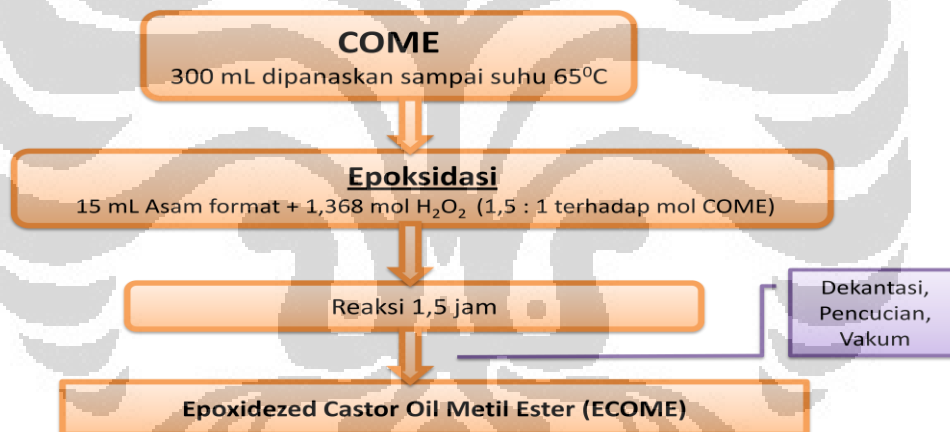 COME
300 mL dipanaskan sampai suhu 65⁰C
Epoksidasi
15 mL Asam format + 1,368 mol H₂O₂ (1,5 : 1 terhadap mol COME)
Reaksi 1,5 jam
Dekantasi,
Pencucian,
Vakum
Epoxidezed Castor Oil Metil Ester (ECOME)